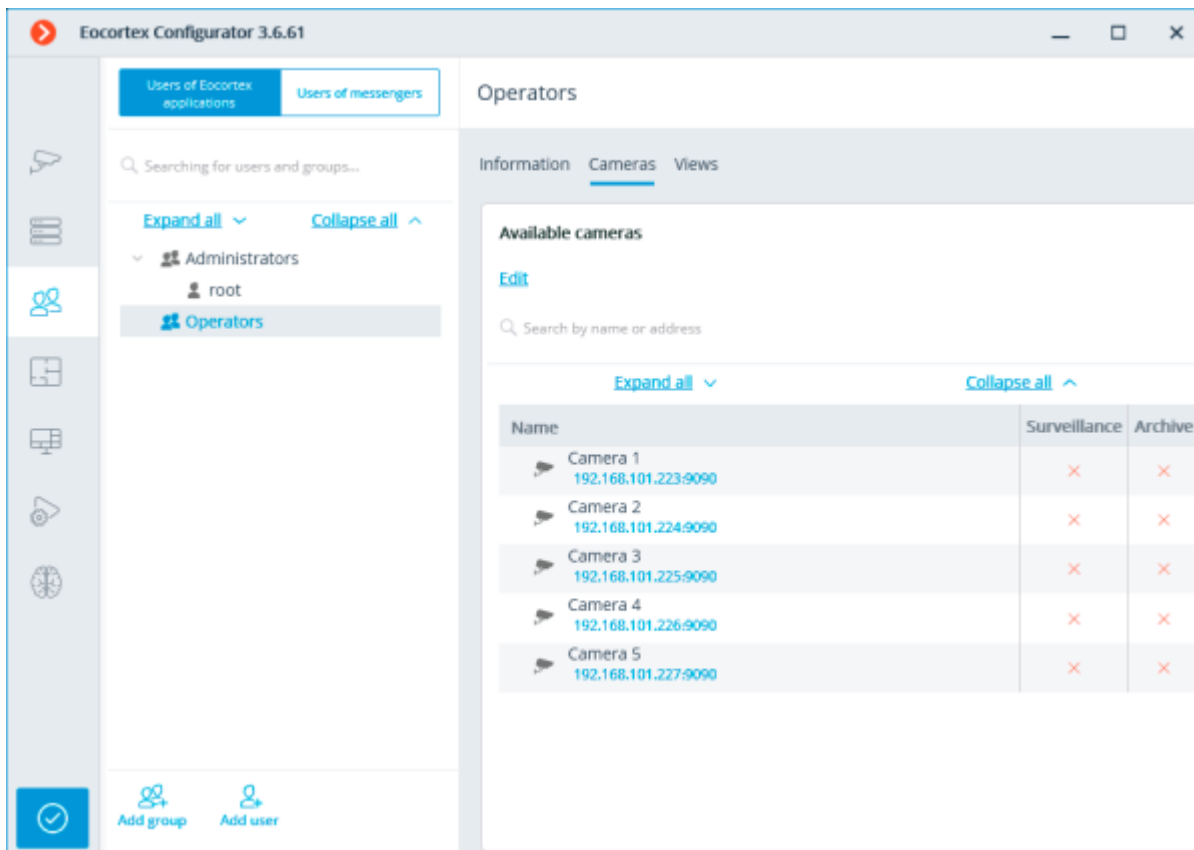 Eocortex Configurator 3.6.61
Users of Eocortex
applications
Users of messengers
Searching for users and groups...
Expand all
Collapse all
Administrators
root
Operators
Add group
Add user
Operators
Information Cameras Views
Available cameras
Edit
Search by name or address
Expand all
Collapse all
Name Surveillance Archive
Camera 1
192.168.101.223:9090
Camera 2
192.168.101.224:9090
Camera 3
192.168.101.225:9090
Camera 4
192.168.101.226:9090
Camera 5
192.168.101.227:9090